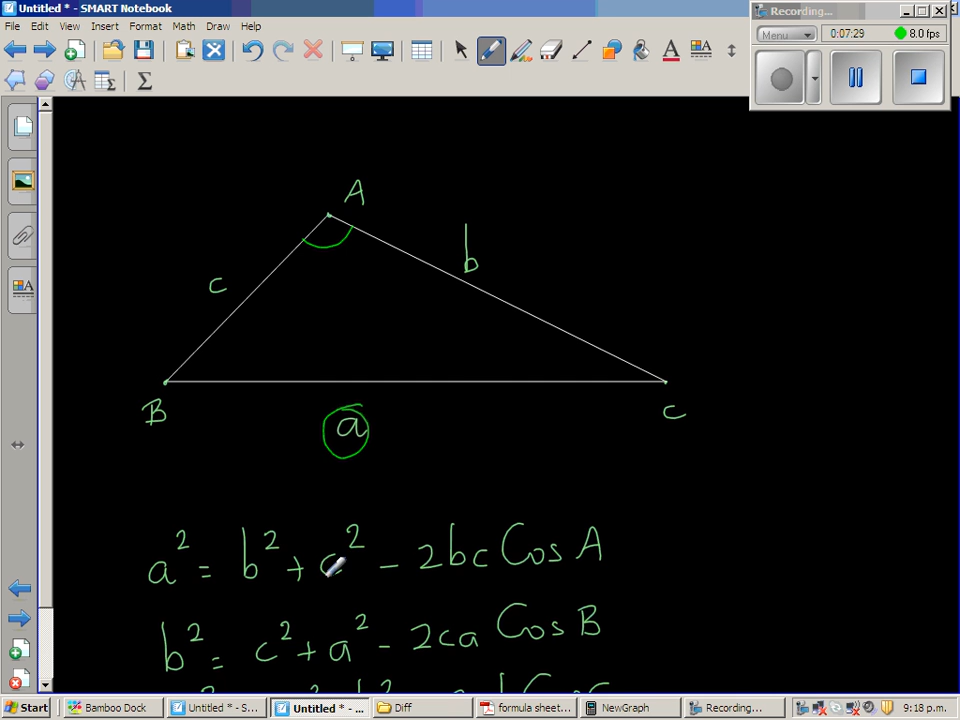 Untitled * - SMART Notebook
Recording...
File Edit View Insert Format Math Draw Help
Menu 0:07:29 8.0 fps
A
c
b
B
a
C
a² = b² + c² - 2bc Cos A
b² = c² + a² - 2ca Cos B
Start Bamboo Dock Untitled * - S... Untitled * - ... Diff formula sheet... NewGraph Recording... 9:18 p.m.